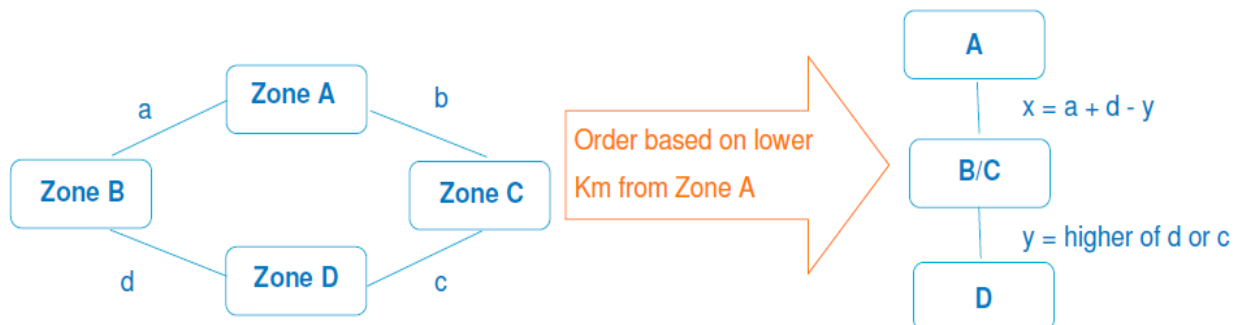 Zone A
a
b
Zone B
Zone C
d
Zone D
c
Order based on lower
Km from Zone A
A
x = a + d - y
B/C
y = higher of d or c
D